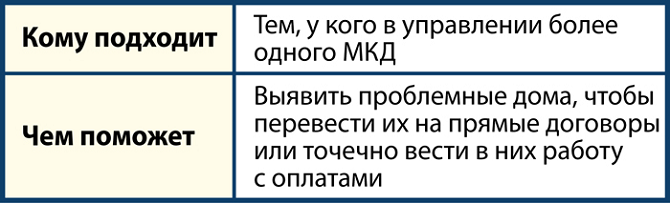 Кому подходит
Тем, у кого в управлении более
одного МКД
Чем поможет
Выявить проблемные дома, чтобы
перевести их на прямые договоры
или точечно вести в них работу
с оплатами